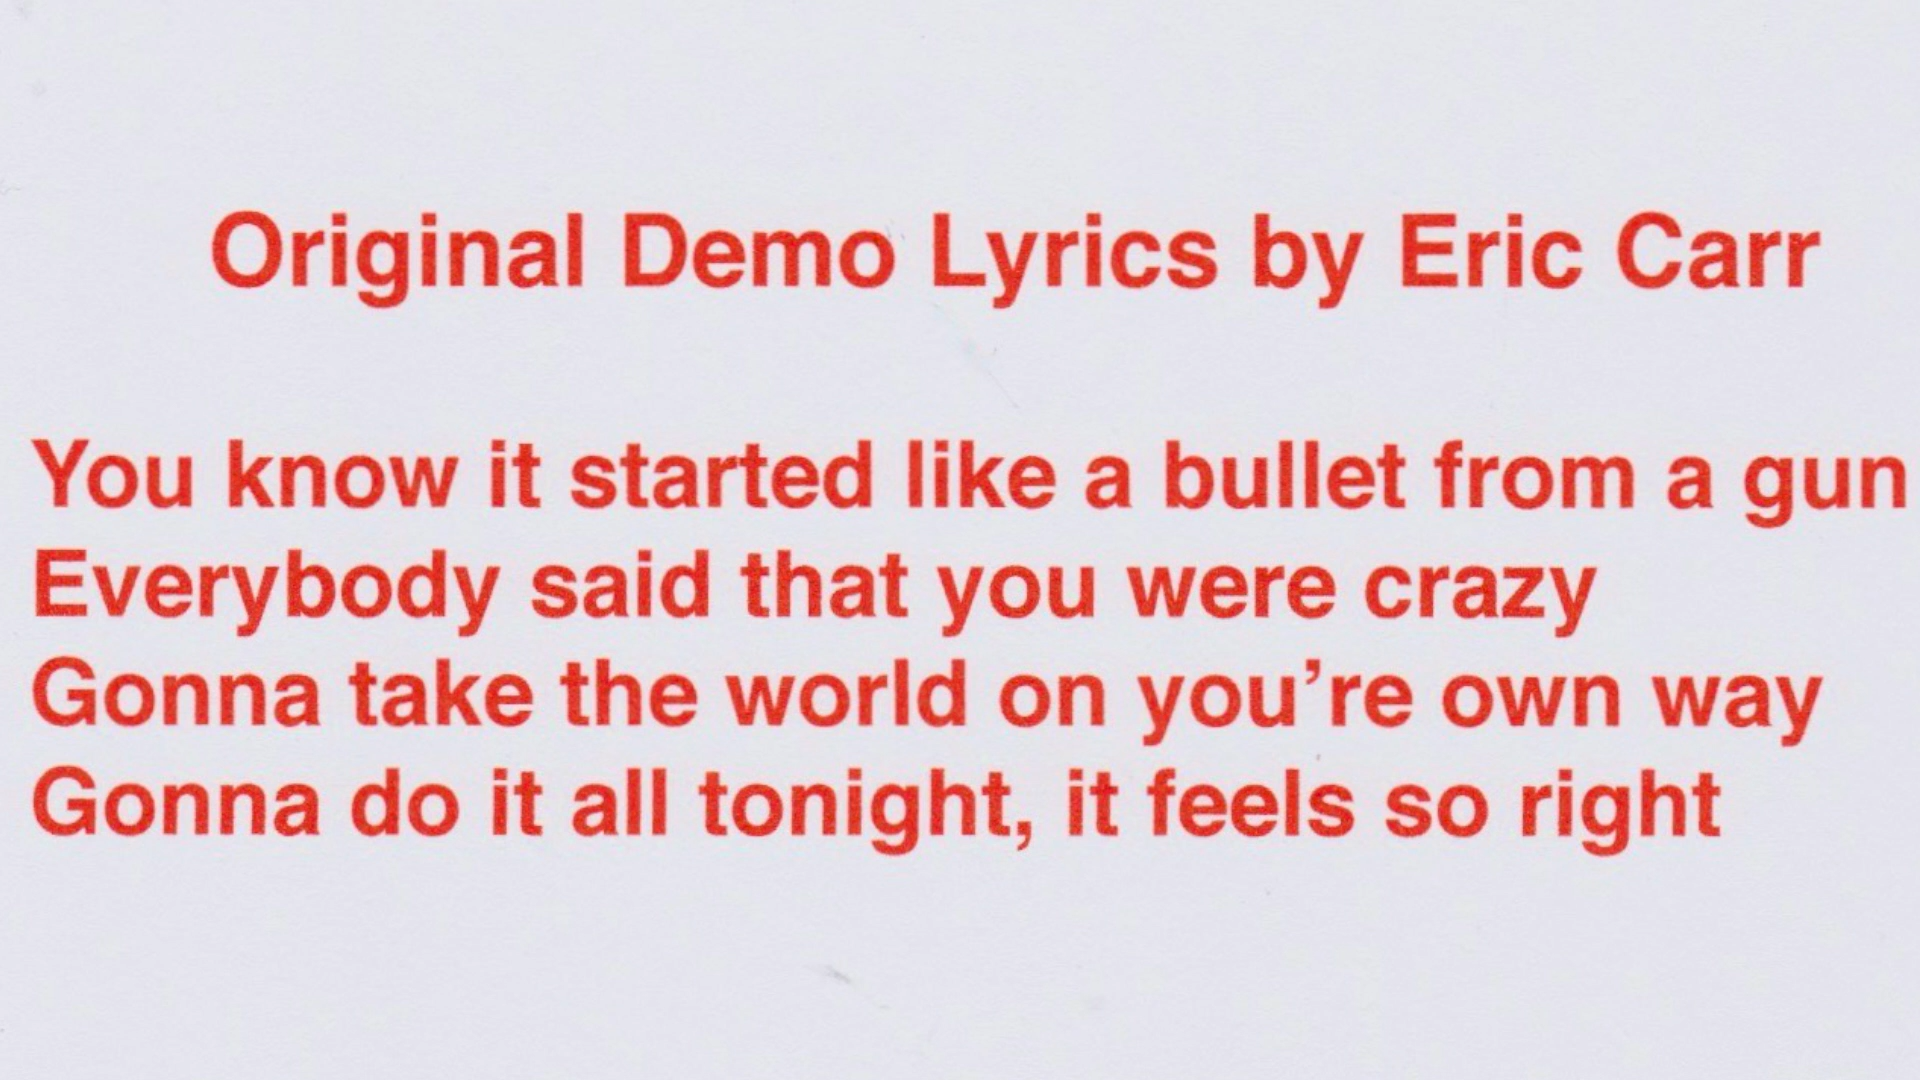 Original Demo Lyrics by Eric Carr
You know it started like a bullet from a gun
Everybody said that you were crazy
Gonna take the world on you’re own way
Gonna do it all tonight, it feels so right